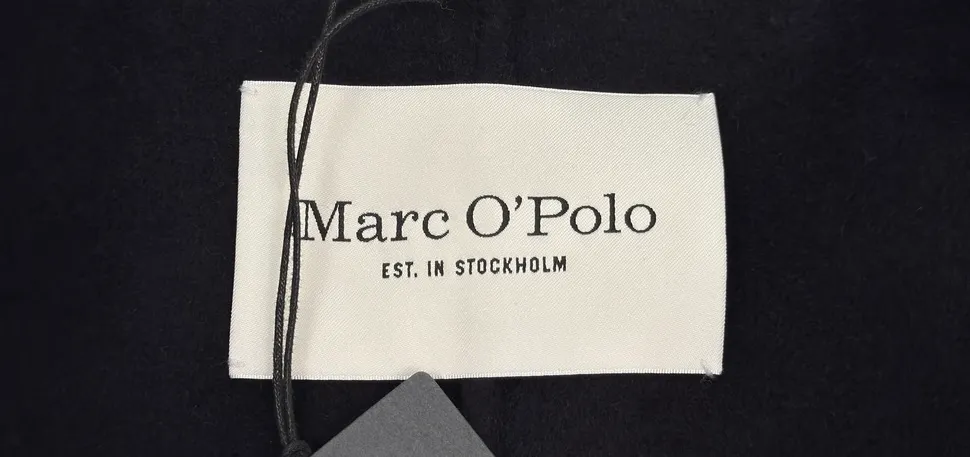 Marc O'Polo
EST. IN STOCKHOLM